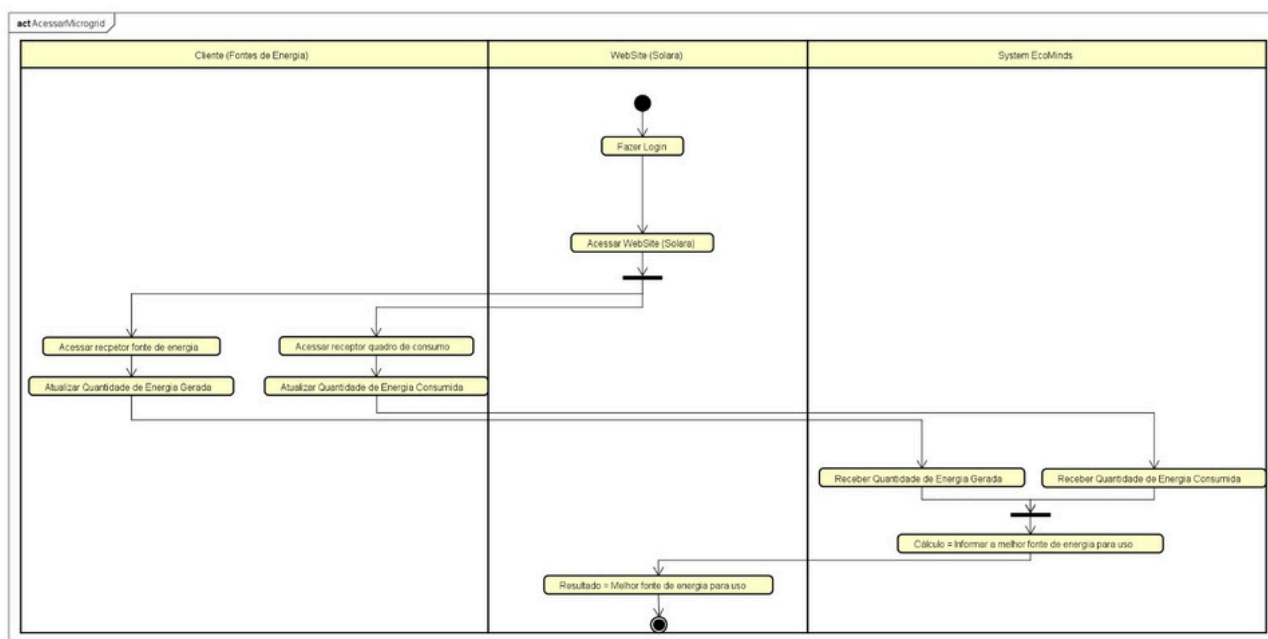 act AcessarMicrogrid
Cliente (Fontes de Energia)
WebSite (Solara)
System EcoMinds
Fazer Login
Acessar WebSite (Solara)
Acessar recpetor fonte de energia
Acessar receptor quadro de consumo
Atualizar Quantidade de Energia Gerada
Atualizar Quantidade de Energia Consumida
Receber Quantidade de Energia Gerada
Receber Quantidade de Energia Consumida
Cálculo = Informar a melhor fonte de energia para uso
Resultado = Melhor fonte de energia para uso